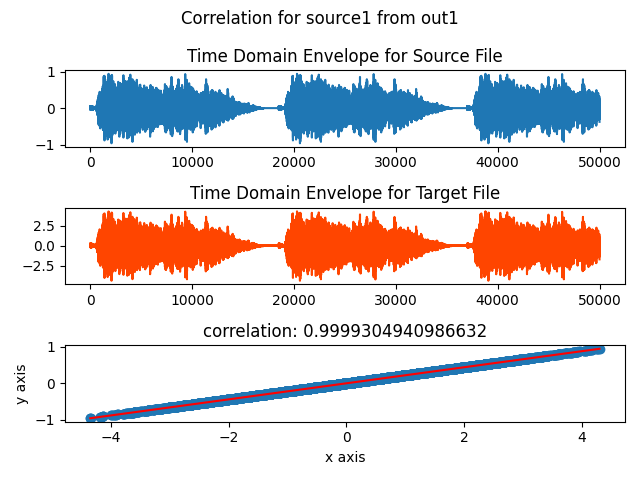 Correlation for source1 from out1
Time Domain Envelope for Source File
1
0
−1
0 10000 20000 30000 40000 50000
Time Domain Envelope for Target File
2.5
0.0
−2.5
0 10000 20000 30000 40000 50000
correlation: 0.9999304940986632
y axis
1
0
−1
−4 −2 0 2 4
x axis